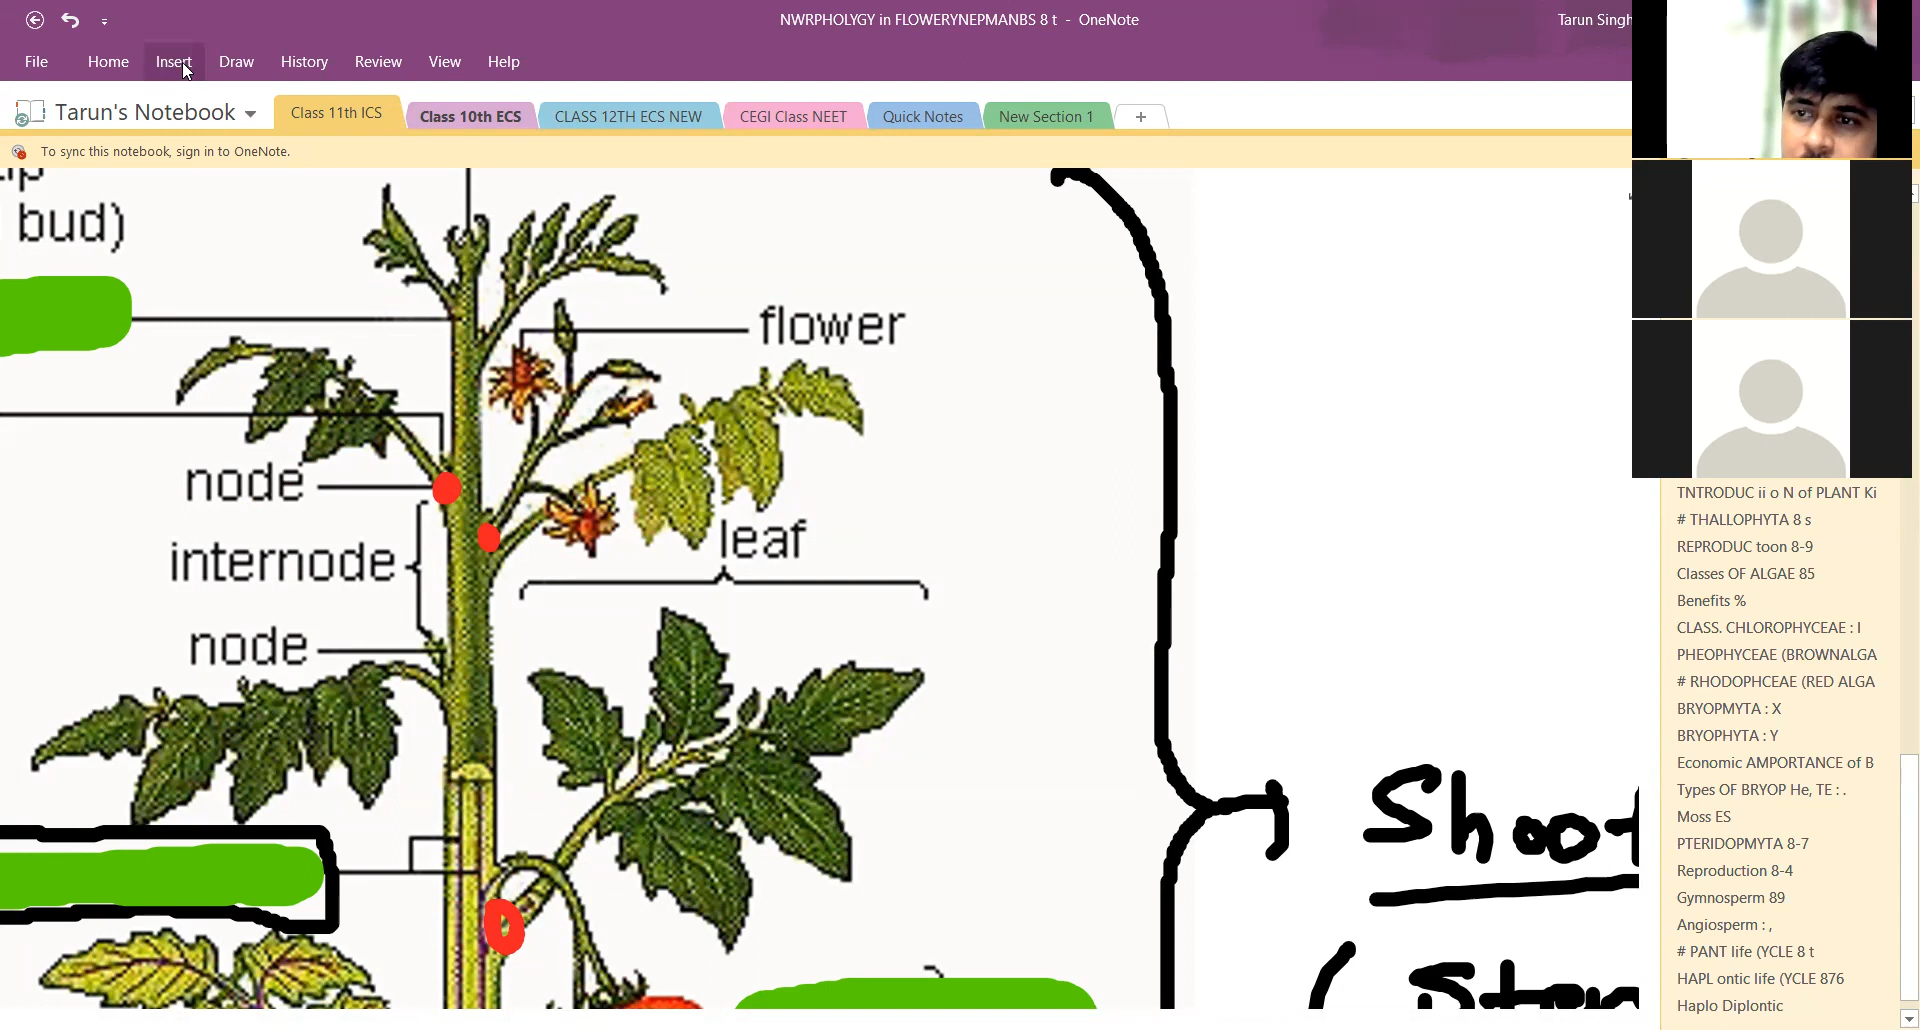 NWRPHOLYGY in FLOWERYNEPMANBS 8 t - OneNote
Tarun Singh
File Home Insert Draw History Review View Help
Tarun's Notebook
Class 11th ICS
Class 10th ECS
CLASS 12TH ECS NEW
CEGI Class NEET
Quick Notes
New Section 1
+
To sync this notebook, sign in to OneNote.
bud)
flower
node
internode
leaf
node
Shoot
(
TNTRODUC ii o N of PLANT Ki
# THALLOPHYTA 8 s
REPRODUC toon 8-9
Classes OF ALGAE 85
Benefits %
CLASS. CHLOROPHYCEAE : I
PHEOPHYCEAE (BROWNALGA
# RHODOPHCEAE (RED ALGA
BRYOPMYTA : X
BRYOPHYTA : Y
Economic AMPORTANCE of B
Types OF BRYOP He, TE : .
Moss ES
PTERIDOPMYTA 8-7
Reproduction 8-4
Gymnosperm 89
Angiosperm : ,
# PANT life (YCLE 8 t
HAPL ontic life (YCLE 876
Haplo Diplontic